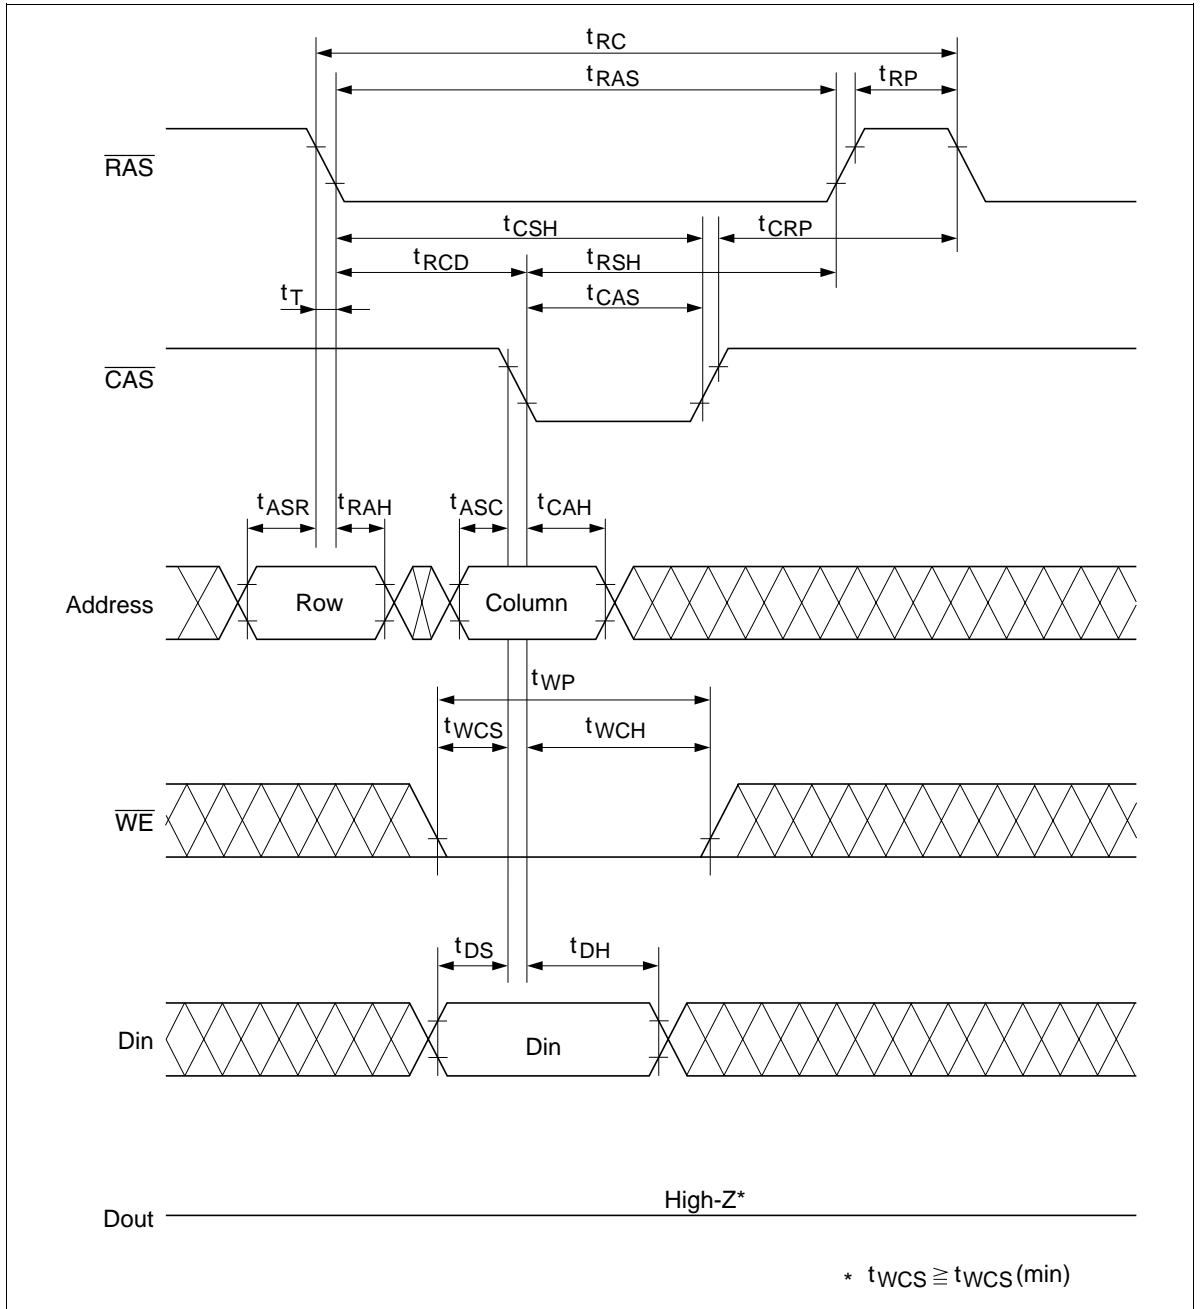 tRC
tRAS
tRP
RAS
tCSH
tCRP
tRCD
tRSH
tT
tCAS
CAS
tASR
tRAH
tASC
tCAH
Address
Row
Column
tWP
tWCS
tWCH
WE
tDS
tDH
Din
Din
High-Z*
Dout
* tWCS ≧ tWCS(min)